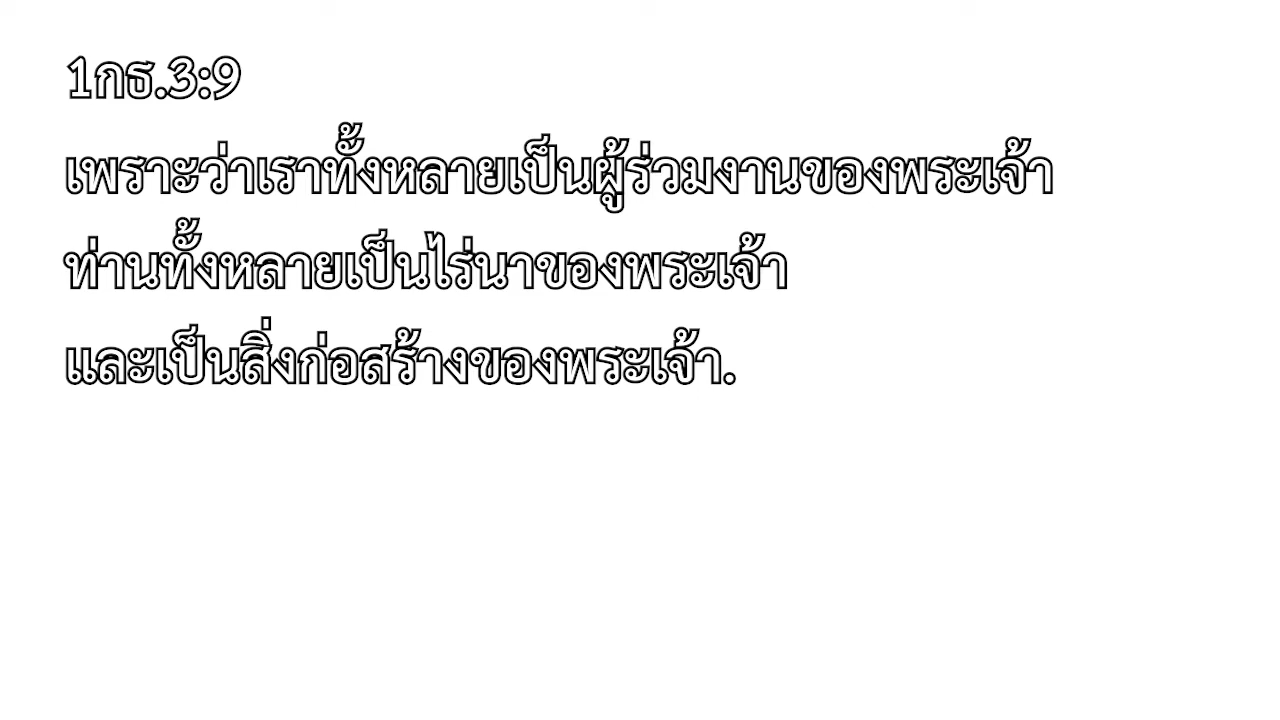 1กธ.3:9
เพราะว่าเราทั้งหลายเป็นผู้ร่วมงานของพระเจ้า
ท่านทั้งหลายเป็นไร่นาของพระเจ้า
และเป็นสิ่งก่อสร้างของพระเจ้า.